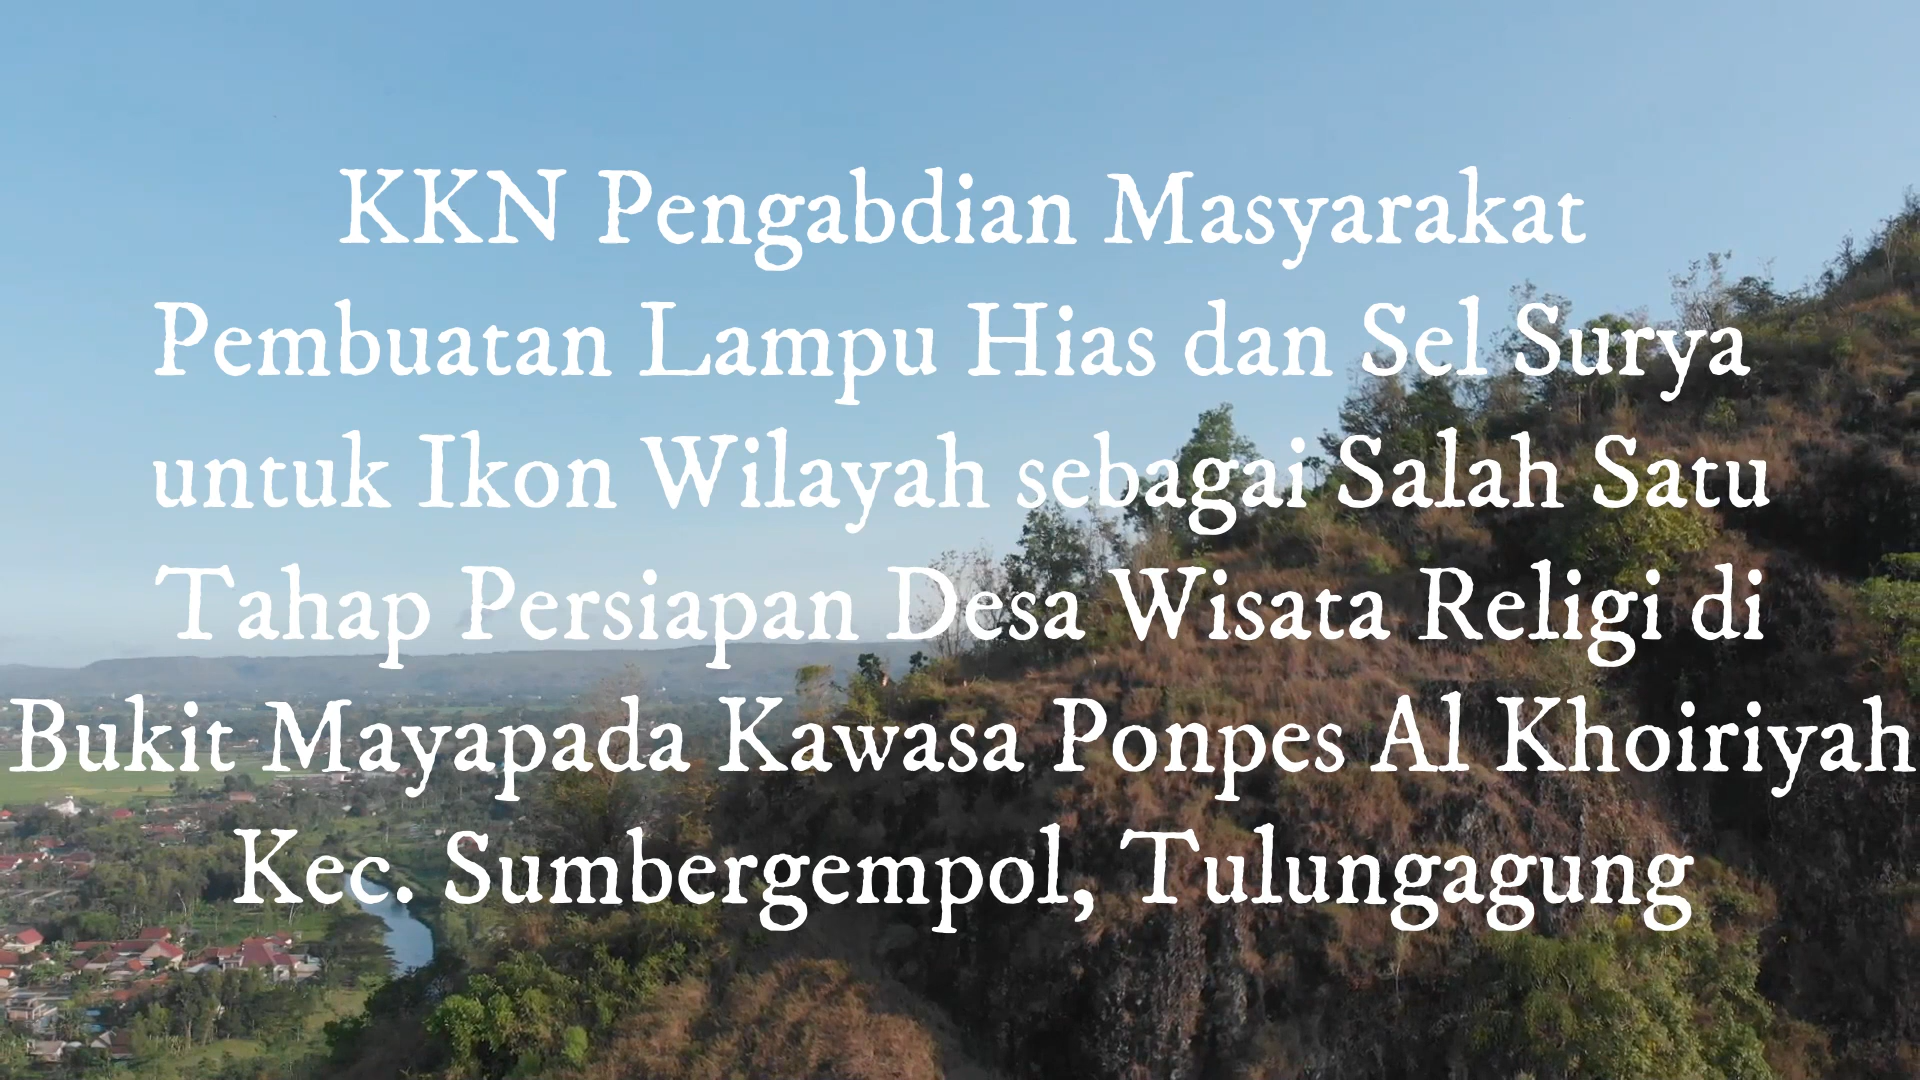 KKN Pengabdian Masyarakat
Pembuatan Lampu Hias dan Sel Surya
untuk Ikon Wilayah sebagai Salah Satu
Tahap Persiapan Desa Wisata Religi di
Bukit Mayapada Kawasa Ponpes Al Khoiriyah
Kec. Sumbergempol, Tulungagung